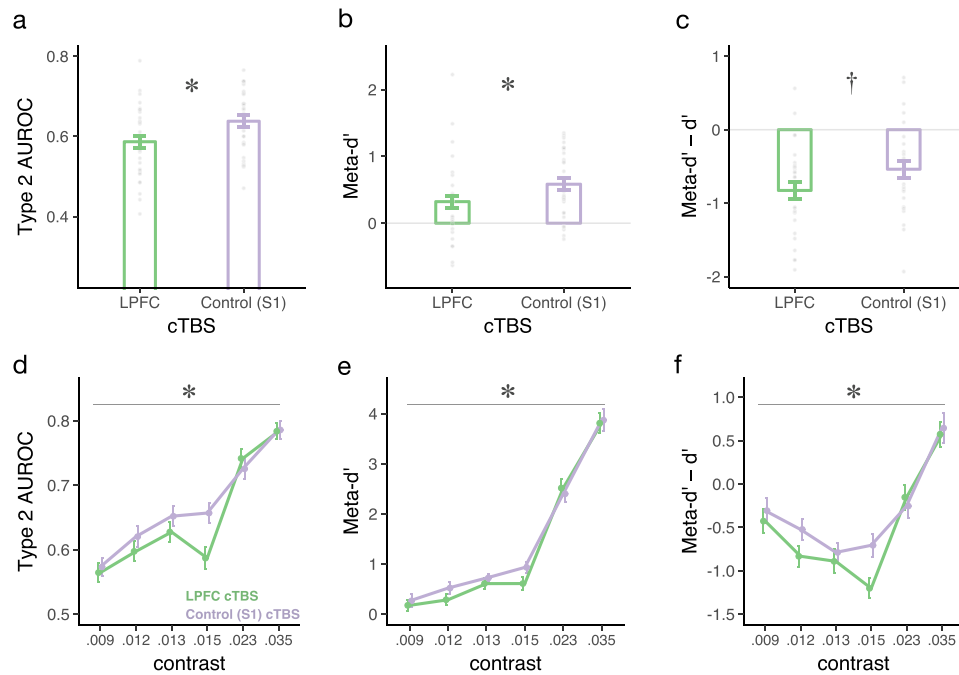 a
b
c
Type 2 AUROC
0.8
0.6
0.4
*
LPFC
Control (S1)
cTBS
Meta-d'
2
1
0
*
LPFC
Control (S1)
cTBS
Meta-d' − d'
1
0
-1
-2
†
LPFC
Control (S1)
cTBS
d
e
f
Type 2 AUROC
0.8
0.7
0.6
0.5
*
LPFC cTBS
Control (S1) cTBS
.009 .012 .013 .015 .023 .035
contrast
Meta-d'
4
3
2
1
0
*
.009 .012 .013 .015 .023 .035
contrast
Meta-d' − d'
1.0
0.5
0.0
-0.5
-1.0
-1.5
*
.009 .012 .013 .015 .023 .035
contrast